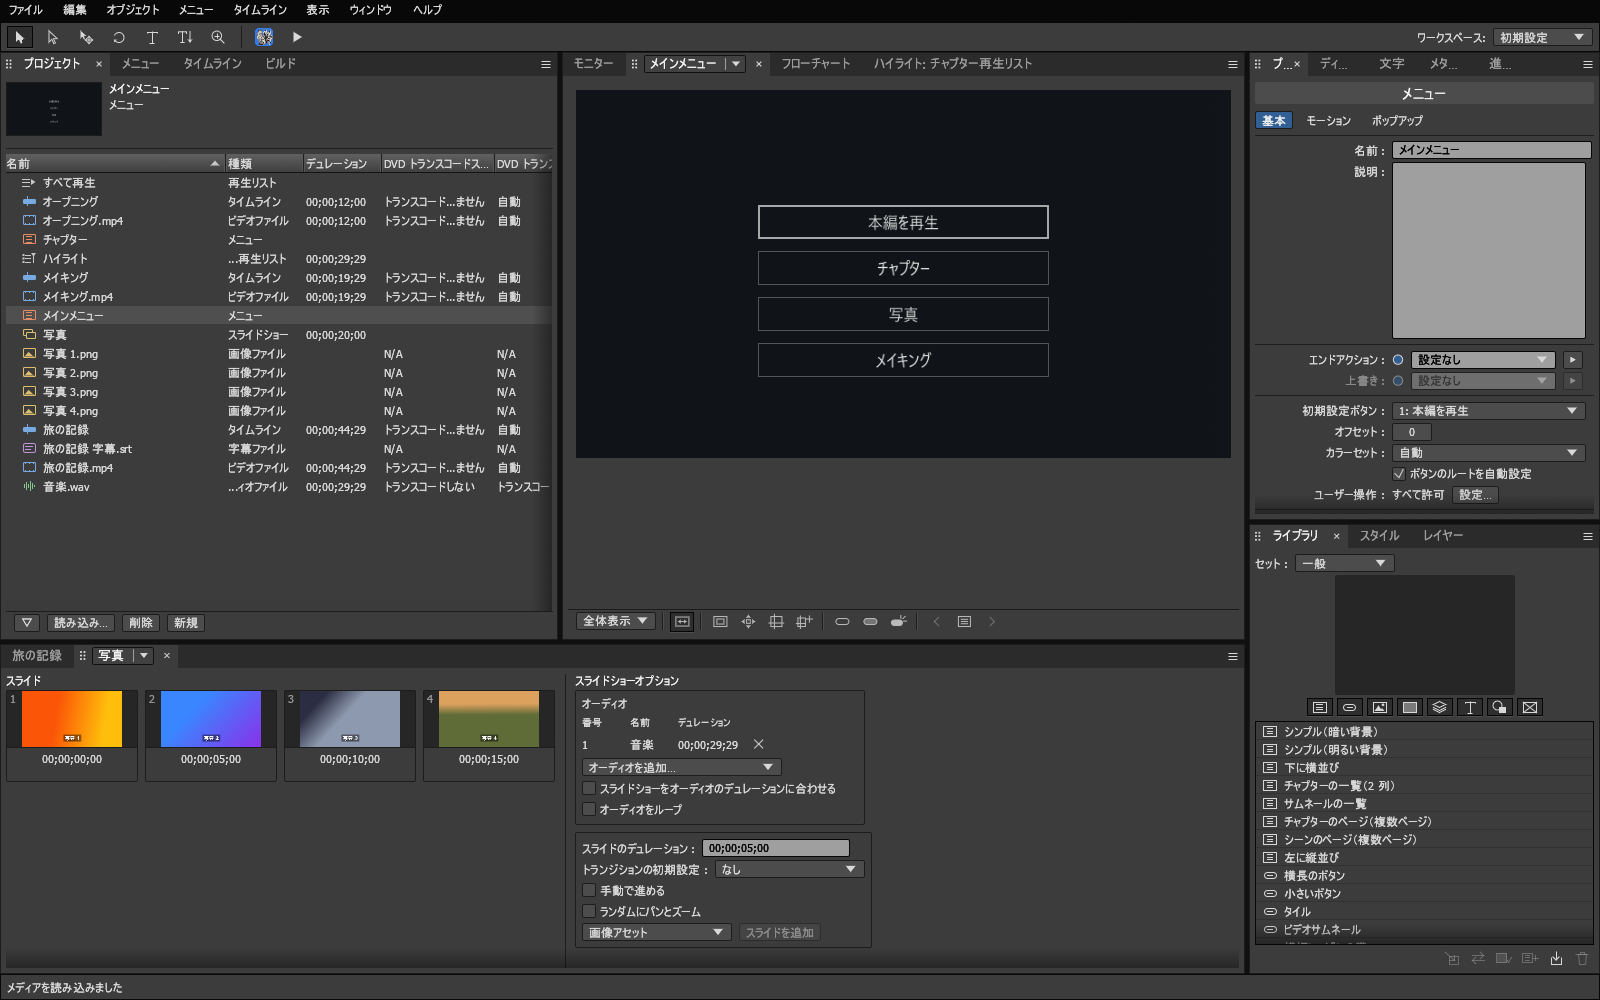 ファイル 編集 オブジェクト メニュー タイムライン 表示 ウィンドウ ヘルプ
ワークスペース: 初期設定
プロジェクト × メニュー タイムライン ビルド
メインメニュー
メニュー
名前 種類 デュレーション DVD トランスコードス... DVD トランス
すべて再生 再生リスト
オープニング タイムライン 00;00;12;00 トランスコード...ません 自動
オープニング.mp4 ビデオファイル 00;00;12;00 トランスコード...ません 自動
チャプター メニュー
ハイライト ...再生リスト 00;00;29;29
メイキング タイムライン 00;00;19;29 トランスコード...ません 自動
メイキング.mp4 ビデオファイル 00;00;19;29 トランスコード...ません 自動
メインメニュー メニュー
写真 スライドショー 00;00;20;00
写真 1.png 画像ファイル N/A N/A
写真 2.png 画像ファイル N/A N/A
写真 3.png 画像ファイル N/A N/A
写真 4.png 画像ファイル N/A N/A
旅の記録 タイムライン 00;00;44;29 トランスコード...ません 自動
旅の記録 字幕.srt 字幕ファイル N/A N/A
旅の記録.mp4 ビデオファイル 00;00;44;29 トランスコード...ません 自動
音楽.wav ...ィオファイル 00;00;29;29 トランスコードしない トランスコー
読み込み... 削除 新規
モニター メインメニュー × フローチャート ハイライト: チャプター再生リスト
本編を再生
チャプター
写真
メイキング
全体表示
プ...× ディ... 文字 メタ... 進...
メニュー
基本 モーション ポップアップ
名前 : メインメニュー
説明 :
エンドアクション : 設定なし
上書き : 設定なし
初期設定ボタン : 1: 本編を再生
オフセット : 0
カラーセット : 自動
ボタンのルートを自動設定
ユーザー操作 : すべて許可 設定...
ライブラリ × スタイル レイヤー
セット : 一般
シンプル(暗い背景)
シンプル(明るい背景)
下に横並び
チャプターの一覧(2 列)
サムネールの一覧
チャプターのページ(複数ページ)
シーンのページ(複数ページ)
左に縦並び
横長のボタン
小さいボタン
タイル
ビデオサムネール
旅の記録 写真 ×
スライド
1 2 3 4
写真 1 写真 2 写真 3 写真 4
00;00;00;00 00;00;05;00 00;00;10;00 00;00;15;00
スライドショーオプション
オーディオ
番号 名前 デュレーション
1 音楽 00;00;29;29
オーディオを追加...
スライドショーをオーディオのデュレーションに合わせる
オーディオをループ
スライドのデュレーション : 00;00;05;00
トランジションの初期設定 : なし
手動で進める
ランダムにパンとズーム
画像アセット スライドを追加
メディアを読み込みました